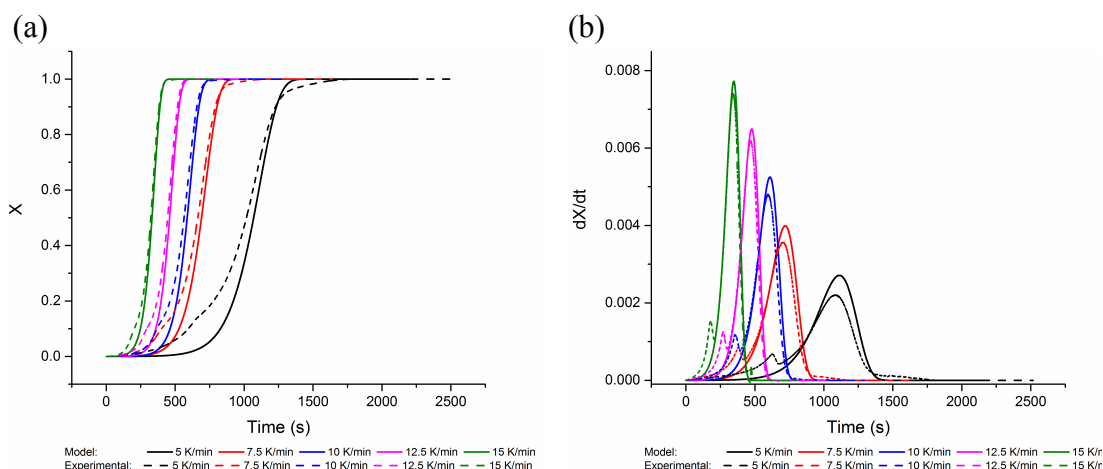 (a)
(b)
1.0
0.8
0.6
0.4
0.2
0.0
X
0
500
1000
1500
2000
2500
Time (s)
Model: 5 K/min 7.5 K/min 10 K/min 12.5 K/min 15 K/min
Experimental: 5 K/min 7.5 K/min 10 K/min 12.5 K/min 15 K/min
0.008
0.006
0.004
0.002
0.000
dX/dt
0
500
1000
1500
2000
2500
Time (s)
Model: 5 K/min 7.5 K/min 10 K/min 12.5 K/min 15 K/min
Experimental: 5 K/min 7.5 K/min 10 K/min 12.5 K/min 15 K/m